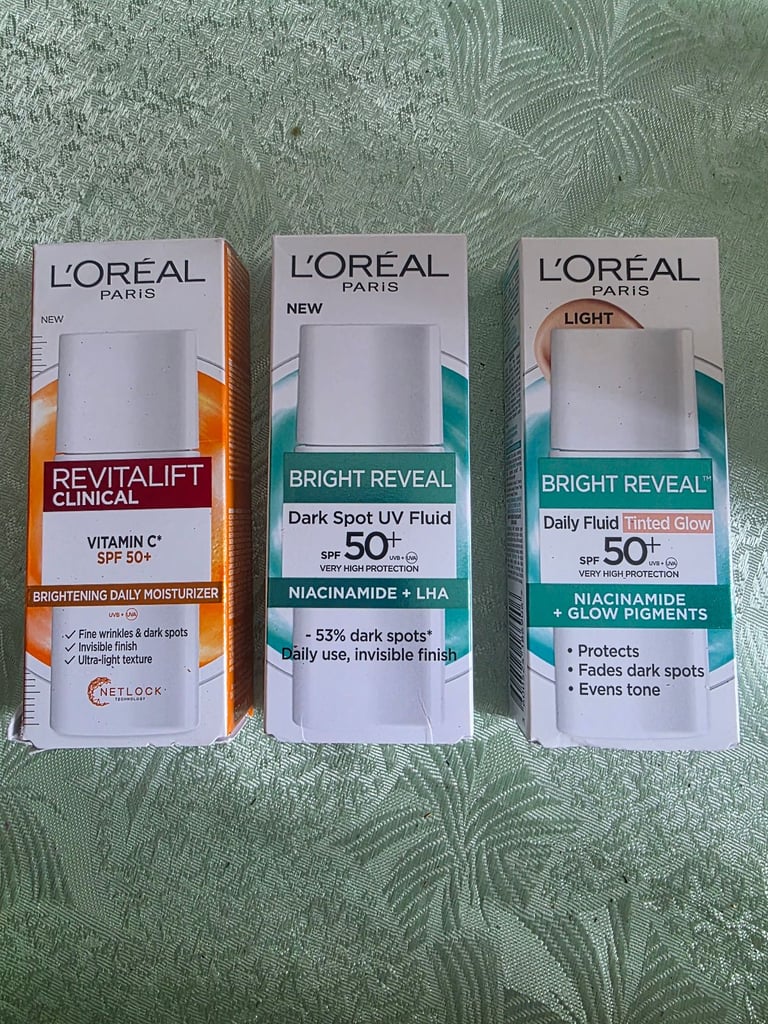 L'ORÉAL
PARiS
NEW
REVITALIFT
CLINICAL
VITAMIN C*
SPF 50+
BRIGHTENING DAILY MOISTURIZER
UVB + UVA
✓ Fine wrinkles & dark spots
✓ Invisible finish
✓ Ultra-light texture
NETLOCK
TECHNOLOGY
L'ORÉAL
PARiS
NEW
BRIGHT REVEAL
Dark Spot UV Fluid
SPF 50+ UVB + UVA
VERY HIGH PROTECTION
NIACINAMIDE + LHA
- 53% dark spots*
Daily use, invisible finish
L'ORÉAL
PARiS
LIGHT
BRIGHT REVEAL™
Daily Fluid Tinted Glow
SPF 50+ UVB + UVA
VERY HIGH PROTECTION
NIACINAMIDE
+ GLOW PIGMENTS
• Protects
• Fades dark spots
• Evens tone